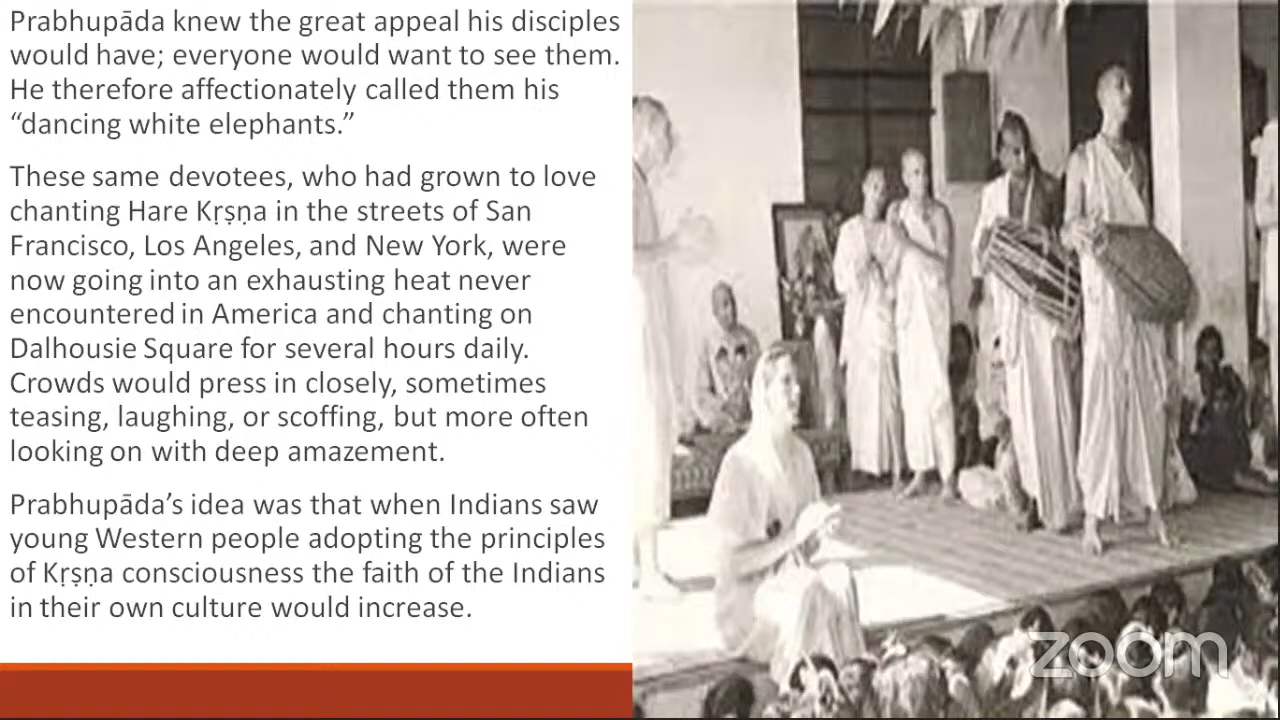 Prabhupāda knew the great appeal his disciples
would have; everyone would want to see them.
He therefore affectionately called them his
“dancing white elephants.”
These same devotees, who had grown to love
chanting Hare Kṛṣṇa in the streets of San
Francisco, Los Angeles, and New York, were
now going into an exhausting heat never
encountered in America and chanting on
Dalhousie Square for several hours daily.
Crowds would press in closely, sometimes
teasing, laughing, or scoffing, but more often
looking on with deep amazement.
Prabhupāda’s idea was that when Indians saw
young Western people adopting the principles
of Kṛṣṇa consciousness the faith of the Indians
in their own culture would increase.
zoom